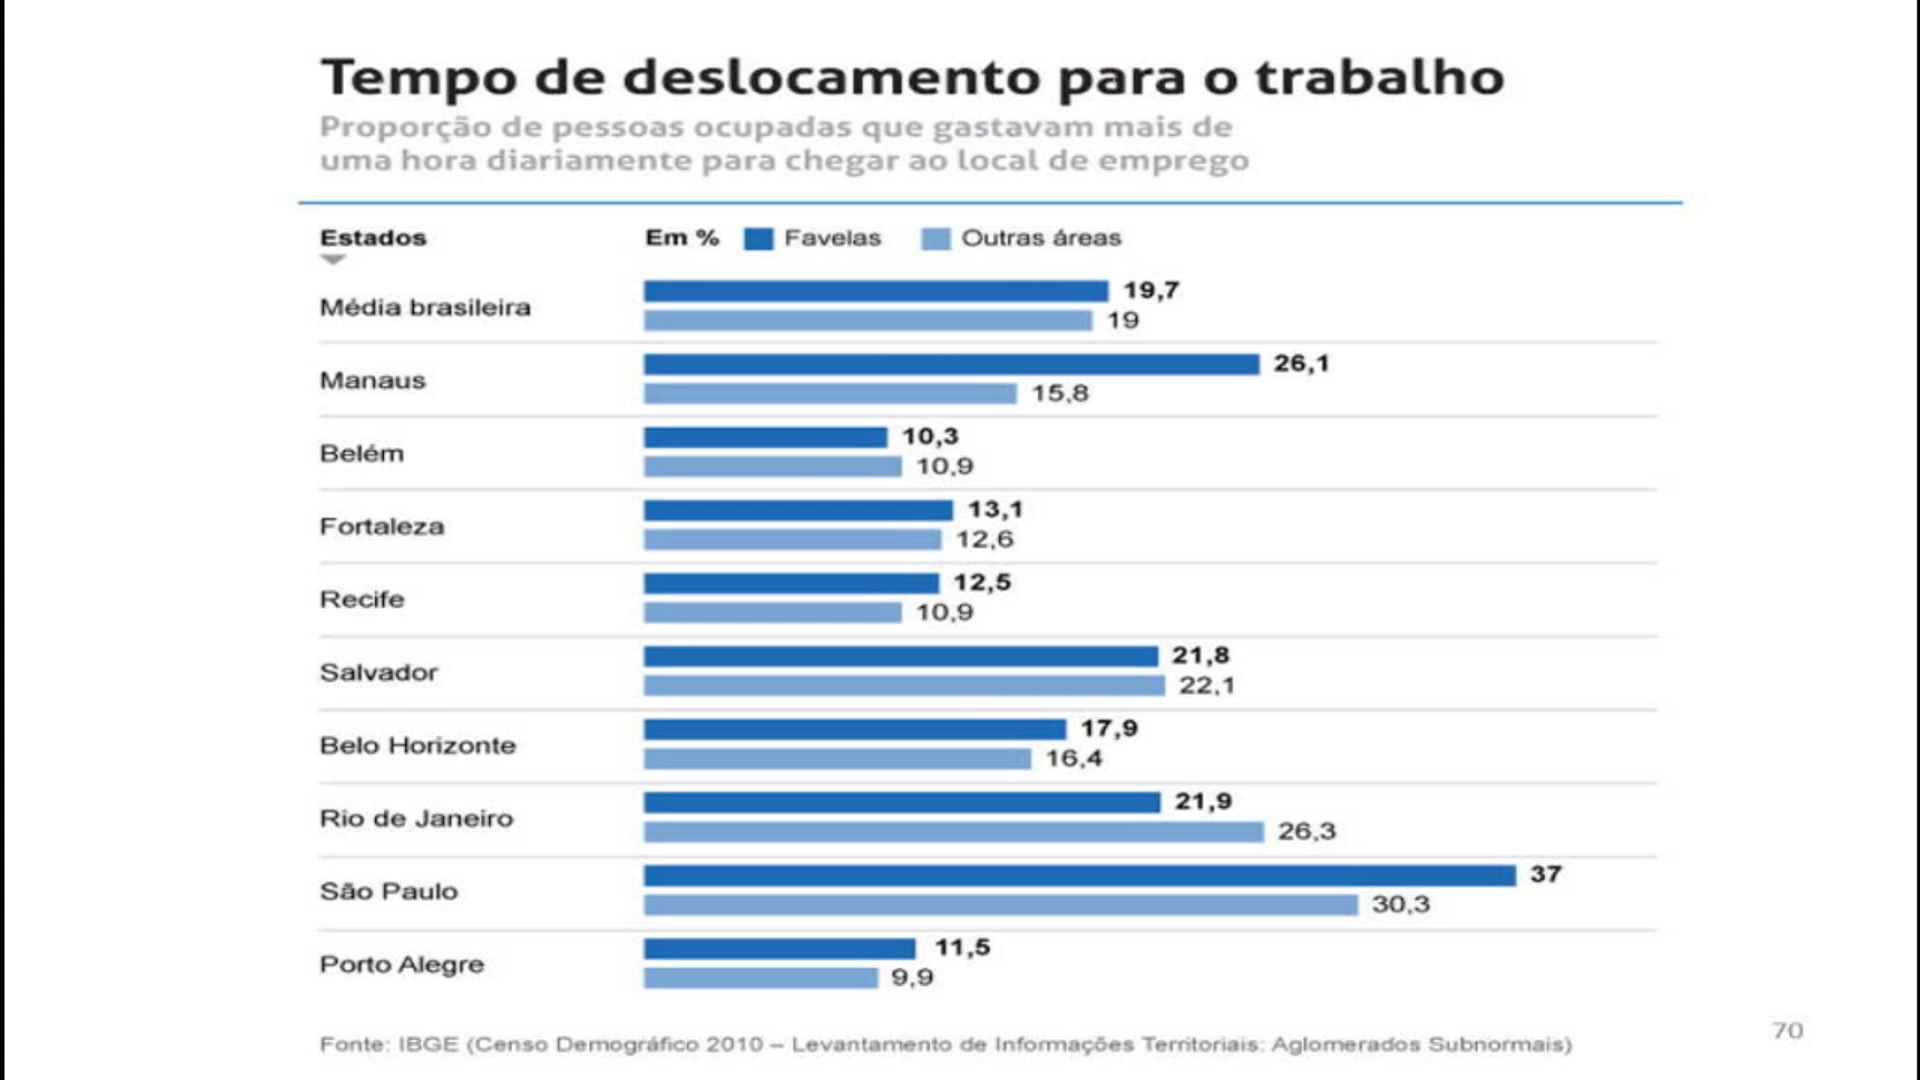 Tempo de deslocamento para o trabalho
Proporção de pessoas ocupadas que gastavam mais de
uma hora diariamente para chegar ao local de emprego
Estados Em % Favelas Outras áreas
Média brasileira 19,7
19
Manaus 26,1
15,8
Belém 10,3
10,9
Fortaleza 13,1
12,6
Recife 12,5
10,9
Salvador 21,8
22,1
Belo Horizonte 17,9
16,4
Rio de Janeiro 21,9
26,3
São Paulo 37
30,3
Porto Alegre 11,5
9,9
Fonte: IBGE (Censo Demográfico 2010 – Levantamento de Informações Territoriais: Aglomerados Subnormais)
70